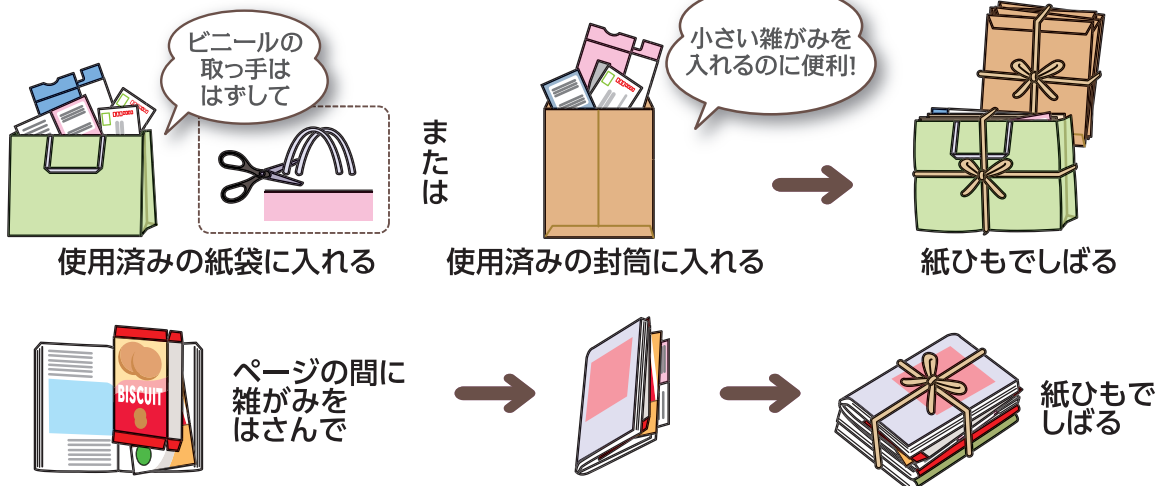 ビニールの
取っ手は
はずして
小さい雑がみを
入れるのに便利!
または
使用済みの紙袋に入れる
使用済みの封筒に入れる
紙ひもでしばる
BISCUIT
ページの間に
雑がみを
はさんで
紙ひもで
しばる